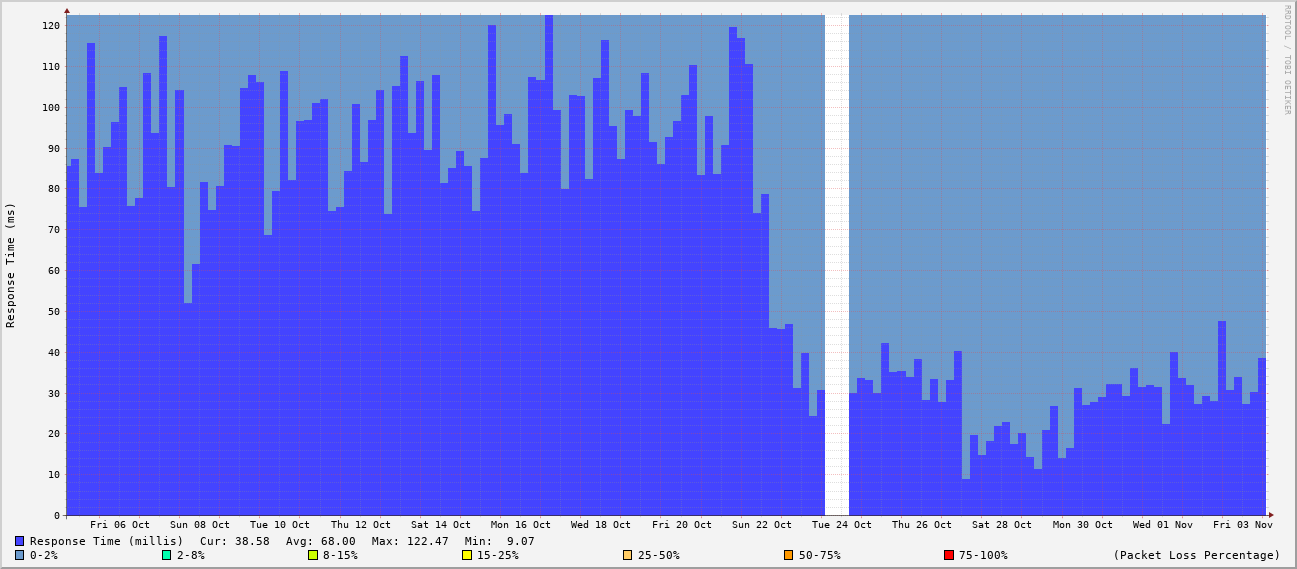 RRDTOOL / TOBI OETIKER
Response Time (ms)
120
110
100
90
80
70
60
50
40
30
20
10
0
Fri 06 Oct Sun 08 Oct Tue 10 Oct Thu 12 Oct Sat 14 Oct Mon 16 Oct Wed 18 Oct Fri 20 Oct Sun 22 Oct Tue 24 Oct Thu 26 Oct Sat 28 Oct Mon 30 Oct Wed 01 Nov Fri 03 Nov
Response Time (millis) Cur: 38.58 Avg: 68.00 Max: 122.47 Min: 9.07
0-2% 2-8% 8-15% 15-25% 25-50% 50-75% 75-100% (Packet Loss Percentage)